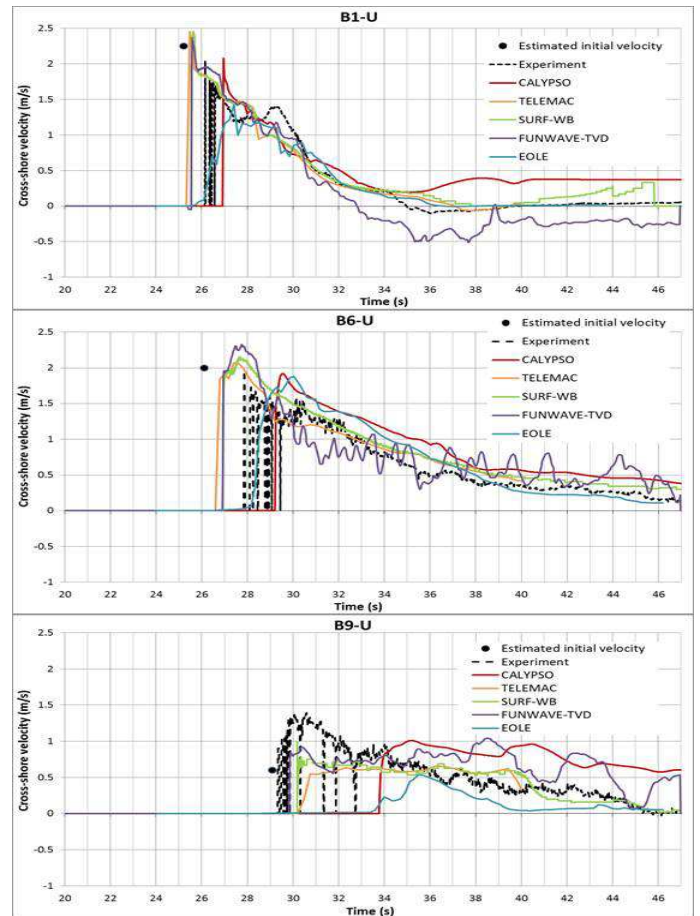 B1-U
Cross-shore velocity (m/s)
2.5
2
1.5
1
0.5
0
-0.5
-1
Estimated initial velocity
Experiment
CALYPSO
TELEMAC
SURF-WB
FUNWAVE-TVD
EOLE
20 22 24 26 28 30 32 34 36 38 40 42 44 46
Time (s)
B6-U
Cross-shore velocity (m/s)
2.5
2
1.5
1
0.5
0
-0.5
-1
Estimated initial velocity
Experiment
CALYPSO
TELEMAC
SURF-WB
FUNWAVE-TVD
EOLE
20 22 24 26 28 30 32 34 36 38 40 42 44 46
Time (s)
B9-U
Cross-shore velocity (m/s)
2.5
2
1.5
1
0.5
0
-0.5
-1
Estimated initial velocity
Experiment
CALYPSO
TELEMAC
SURF-WB
FUNWAVE-TVD
EOLE
20 22 24 26 28 30 32 34 36 38 40 42 44 46
Time (s)